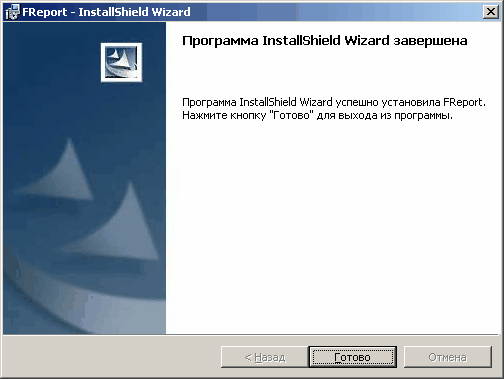 FReport - InstallShield Wizard
Программа InstallShield Wizard завершена
Программа InstallShield Wizard успешно установила FReport.
Нажмите кнопку "Готово" для выхода из программы.
< Назад
Готово
Отмена